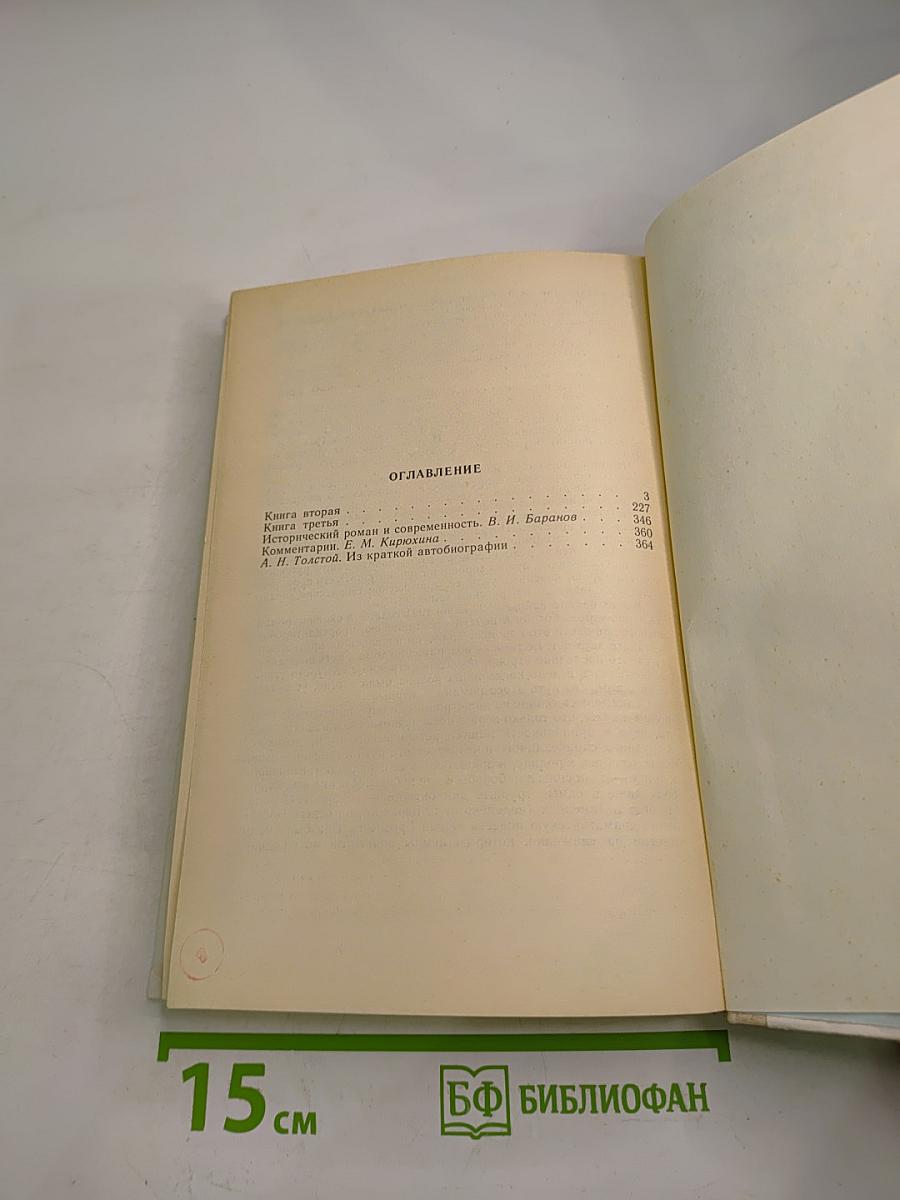 ОГЛАВЛЕНИЕ
Книга вторая . . . . . . . . . . . . . . . . . 3
Книга третья . . . . . . . . . . . . . . . . . 227
Исторический роман и современность. В. И. Баранов . . . 346
Комментарии. Е. М. Кирюхина . . . . . . . . . . . 360
А. Н. Толстой. Из краткой автобиографии . . . . . . . 364
15 см
БФ БИБЛИОФАН